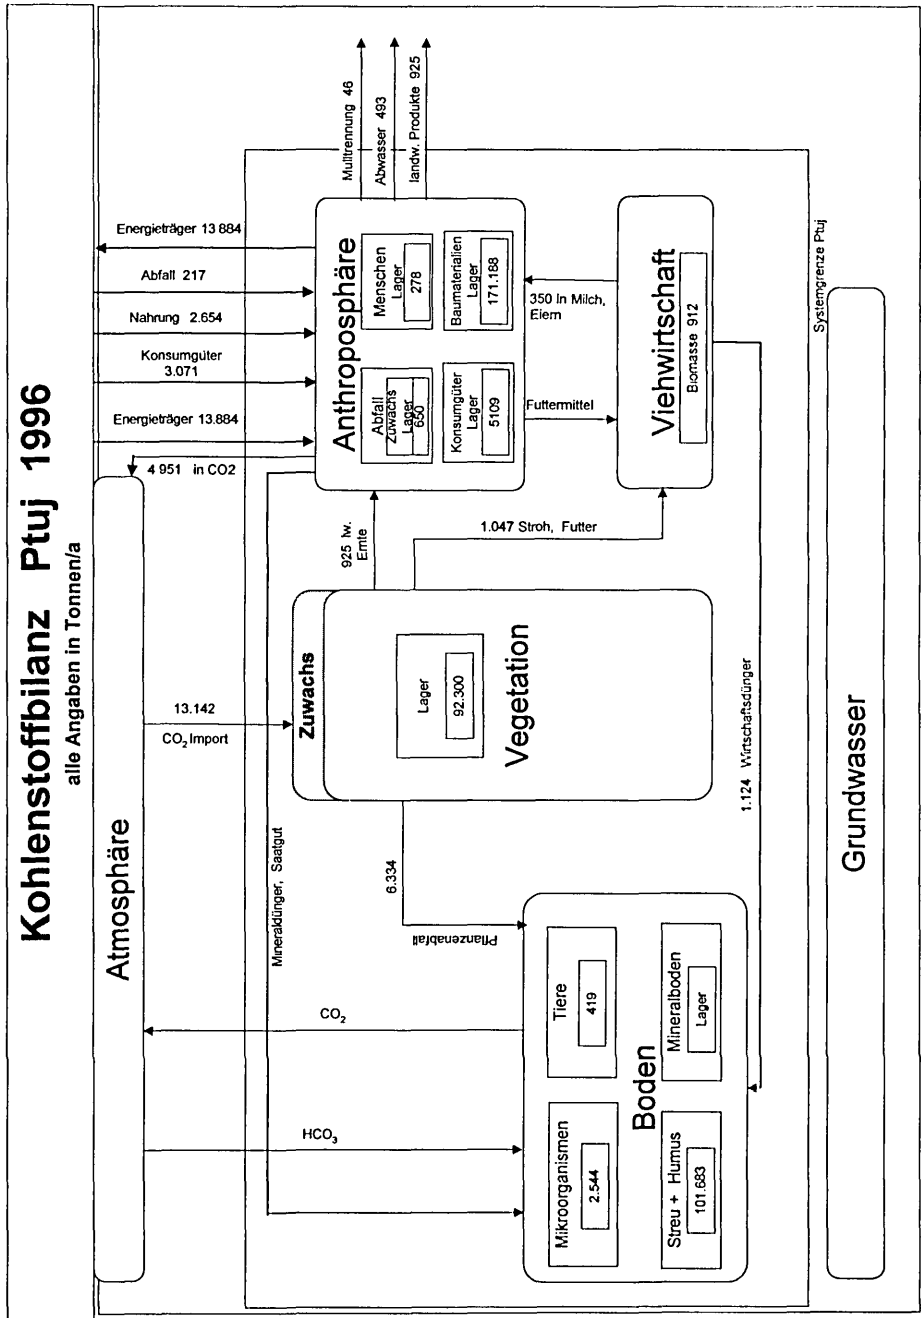 Kohlenstoffbilanz Ptuj 1996
alle Angaben in Tonnen/a
Atmosphäre
HCO3
CO2
13.142
CO2 Import
4 951 in CO2
Energieträger 13.884
Konsumgüter
3.071
Nahrung 2.654
Abfall 217
Energieträger 13 884
Mülltrennung 46
Abwasser 493
landw. Produkte 925
Mineraldünger, Saatgut
Zuwachs
Lager
92.300
Vegetation
6.334
Pflanzenabfall
925 lw.
Ernte
1.047 Stroh, Futter
Anthroposphäre
Abfall
Zuwachs
Lager
650
Menschen
Lager
278
Konsumgüter
Lager
5109
Baumaterialien
Lager
171.188
Futtermittel
350 In Milch,
Eiern
Viehwirtschaft
Biomasse 912
1.124 Wirtschaftsdünger
Mikroorganismen
2.544
Tiere
419
Boden
Streu + Humus
101.683
Mineralboden
Lager
Systemgrenze Ptuj
Grundwasser